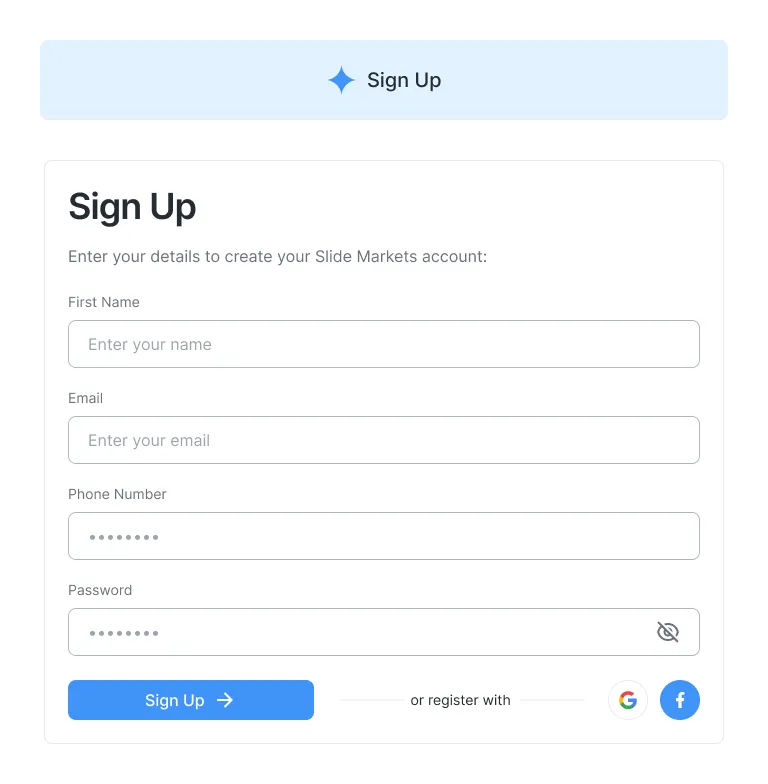 Sign Up
Sign Up
Enter your details to create your Slide Markets account:
First Name
Enter your name
Email
Enter your email
Phone Number
••••••••
Password
••••••••
Sign Up
or register with